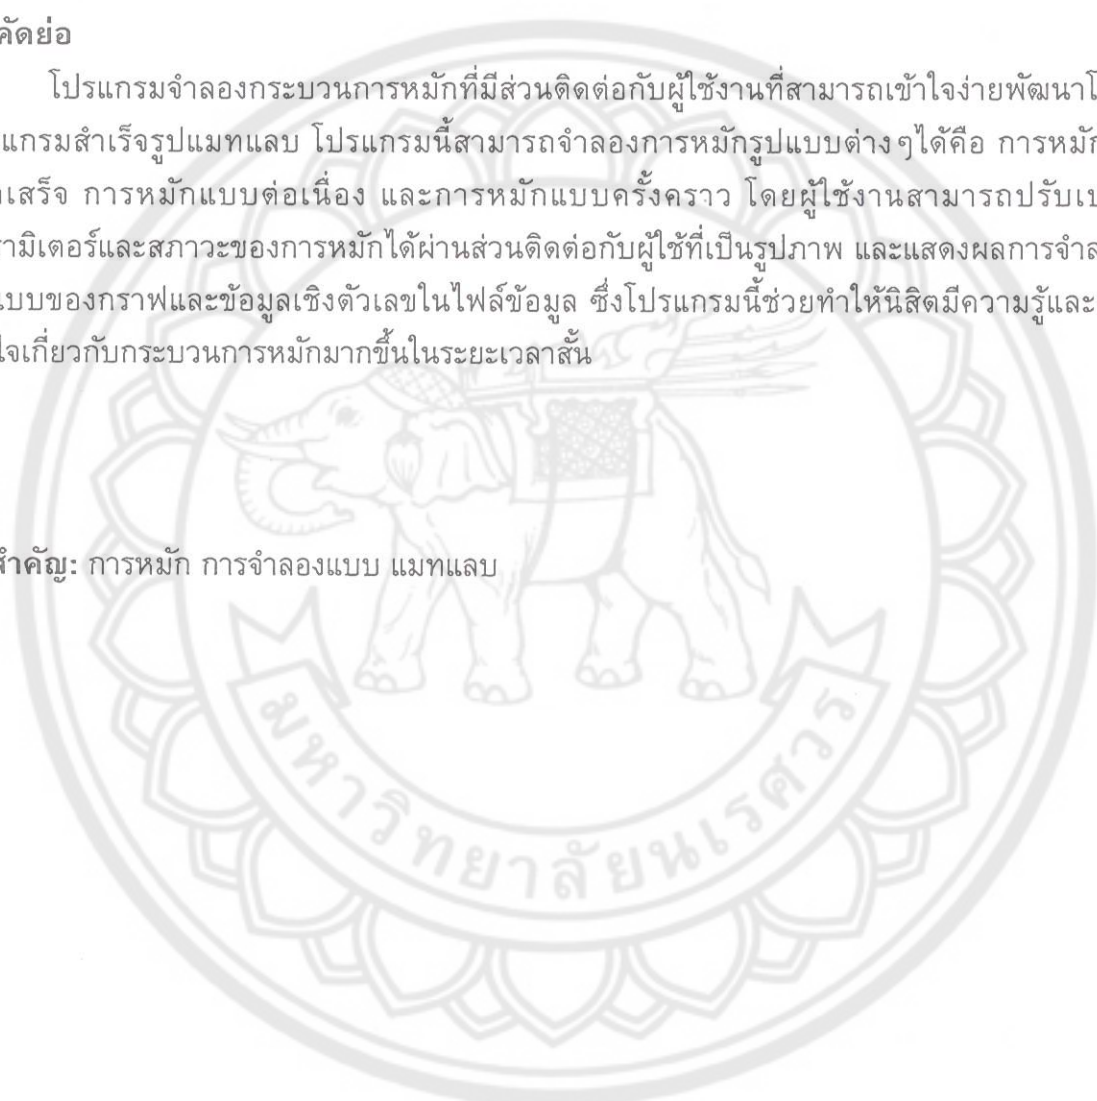 คัดย่อ
โปรแกรมจำลองกระบวนการหมักที่มีส่วนติดต่อกับผู้ใช้งานที่สามารถเข้าใจง่ายพัฒนาโ
แกรมสำเร็จรูปแมทแลบ โปรแกรมนี้สามารถจำลองการหมักรูปแบบต่างๆได้คือ การหมัก
เสร็จ การหมักแบบต่อเนื่อง และการหมักแบบครั้งคราว โดยผู้ใช้งานสามารถปรับเป
รามิเตอร์และสภาวะของการหมักได้ผ่านส่วนติดต่อกับผู้ใช้ที่เป็นรูปภาพ และแสดงผลการจำล
แบบของกราฟและข้อมูลเชิงตัวเลขในไฟล์ข้อมูล ซึ่งโปรแกรมนี้ช่วยทำให้นิสิตมีความรู้และ
ใจเกี่ยวกับกระบวนการหมักมากขึ้นในระยะเวลาสั้น
สำคัญ: การหมัก การจำลองแบบ แมทแลบ
มหาวิทยาลัยนเรศวร